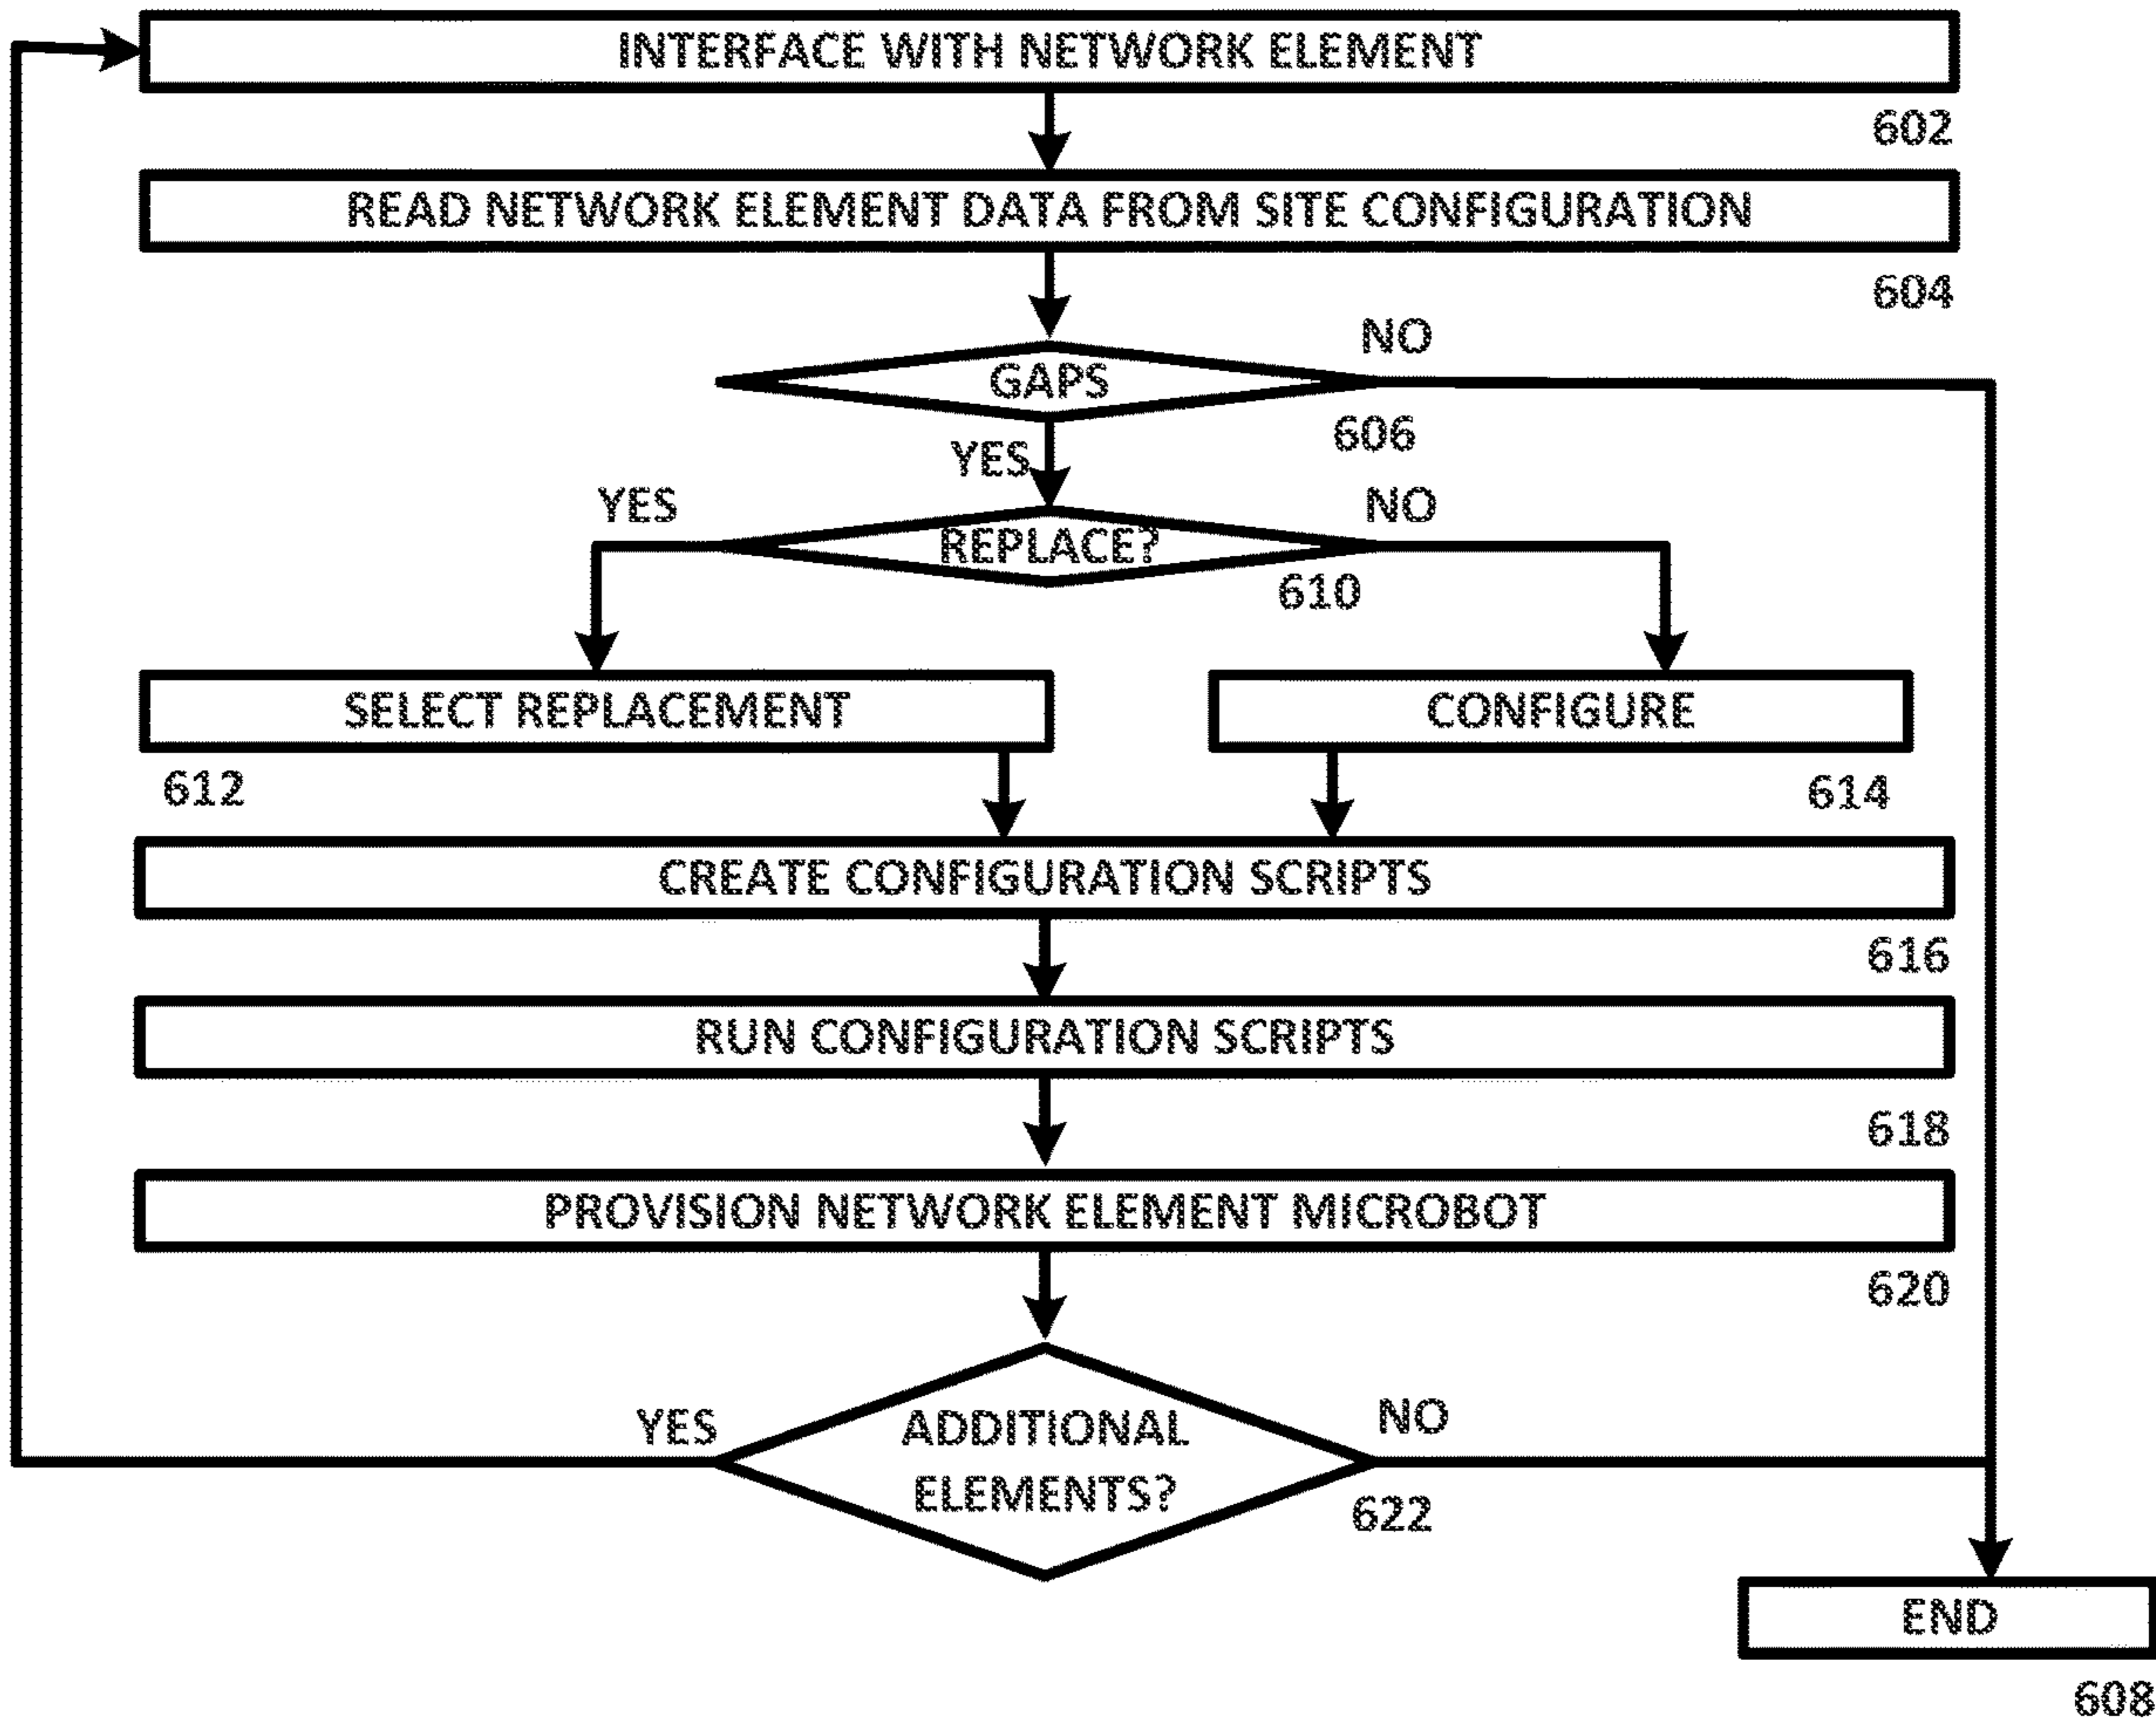 INTERFACE WITH NETWORK ELEMENT
602
READ NETWORK ELEMENT DATA FROM SITE CONFIGURATION
604
NO
GAPS
606
YES
YES
NO
REPLACE?
610
SELECT REPLACEMENT
CONFIGURE
612
614
CREATE CONFIGURATION SCRIPTS
616
RUN CONFIGURATION SCRIPTS
618
PROVISION NETWORK ELEMENT MICROBOT
620
YES
NO
ADDITIONAL
ELEMENTS?
622
END
608